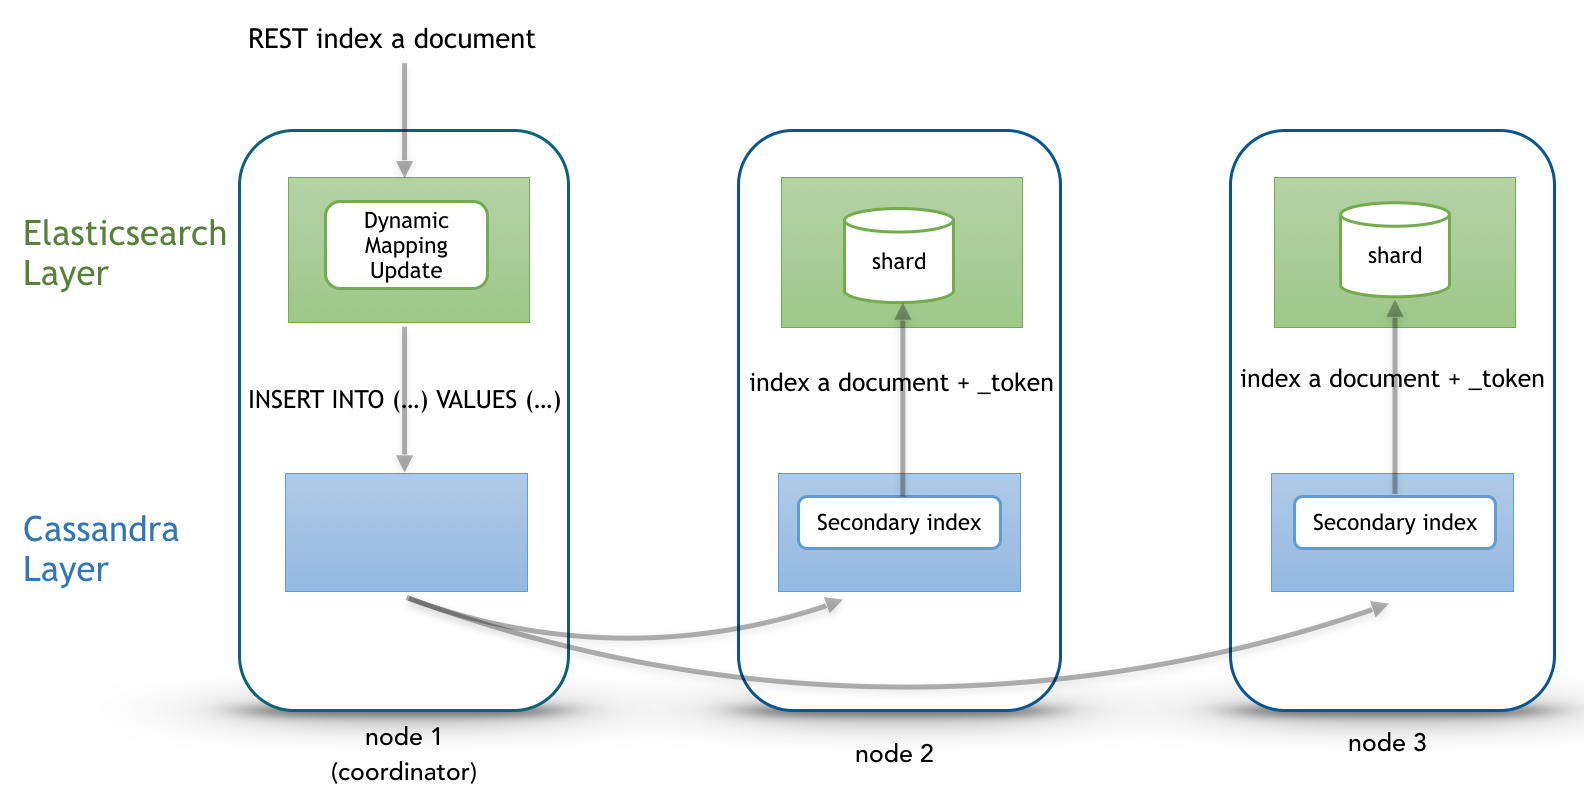 REST index a document
Elasticsearch
Layer
Dynamic
Mapping
Update
shard
shard
INSERT INTO (…) VALUES (…)
index a document + _token
index a document + _token
Cassandra
Layer
Secondary index
Secondary index
node 1
(coordinator)
node 2
node 3